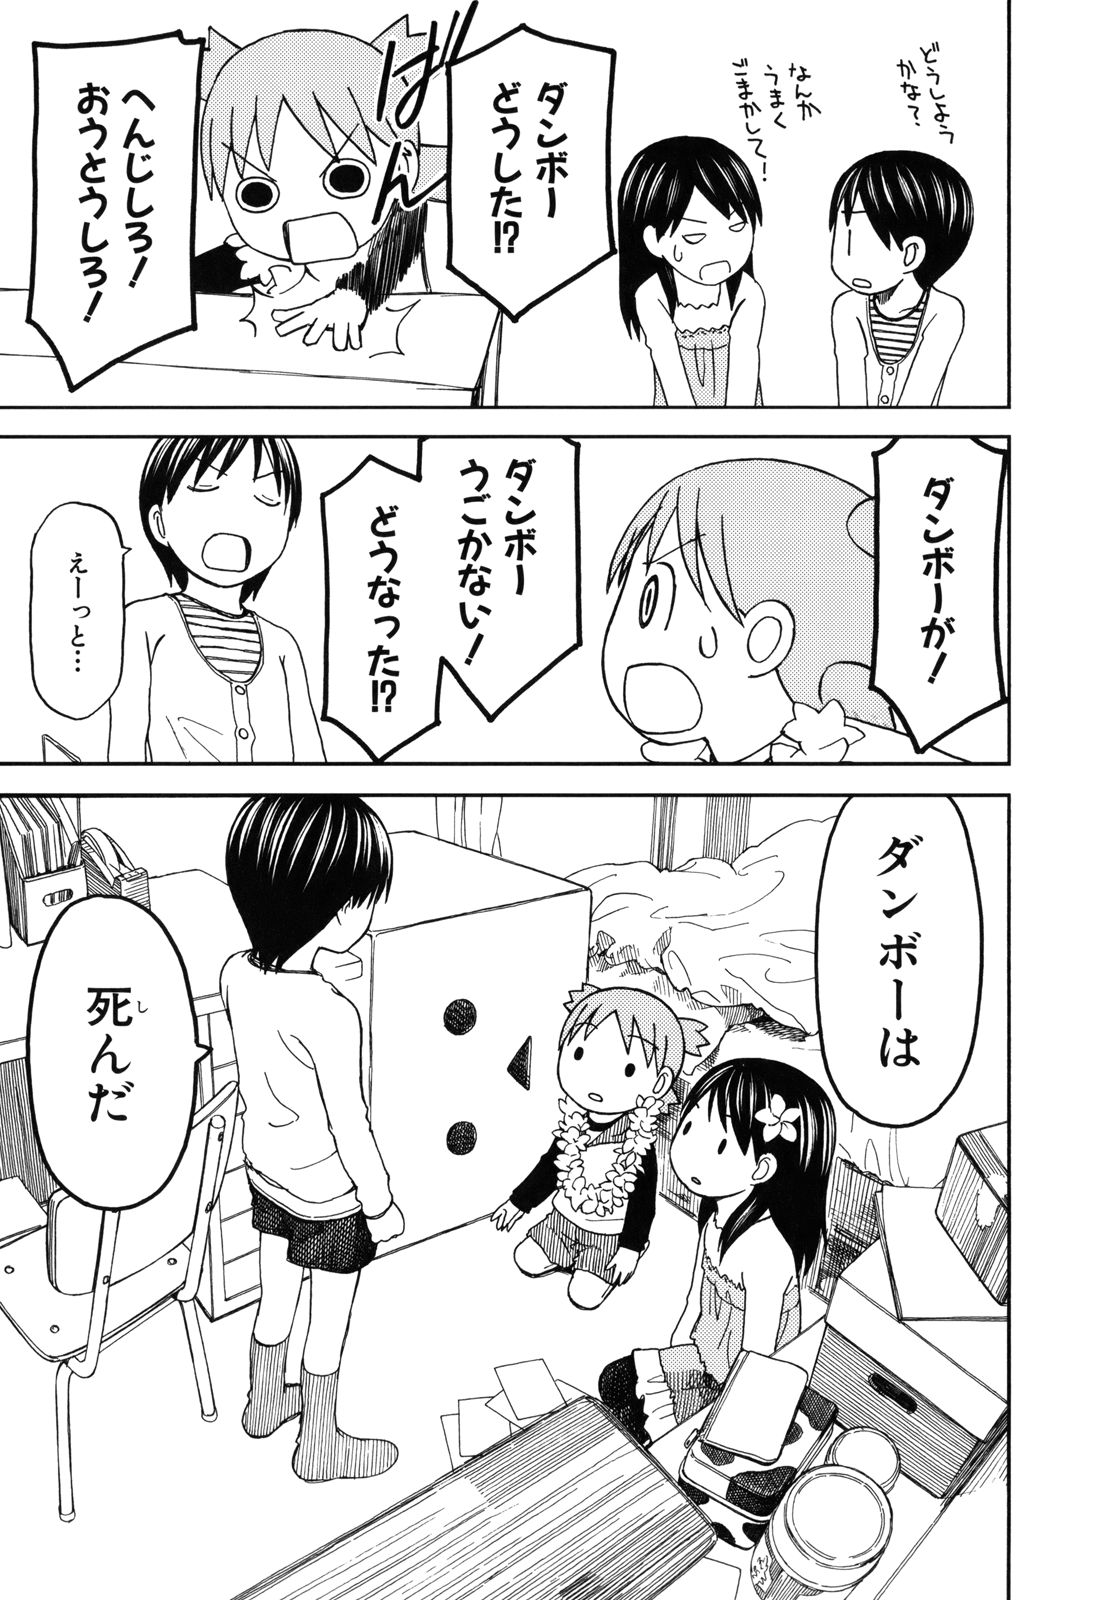 どうしよう
かな？
なんか
うまく
ごまかして！
ダンボー
どうした!?
ばん
へんじしろ！
おうとうしろ！
ダンボーが！
ダンボー
うごかない！
どうなった!?
えーっと…
ダンボーは
死んだ
し